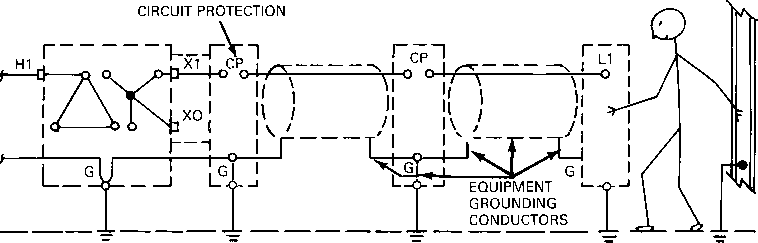 CIRCUIT PROTECTION
H1
X1
CP
CP
L1
XO
G
G
G
G
EQUIPMENT
GROUNDING
CONDUCTORS